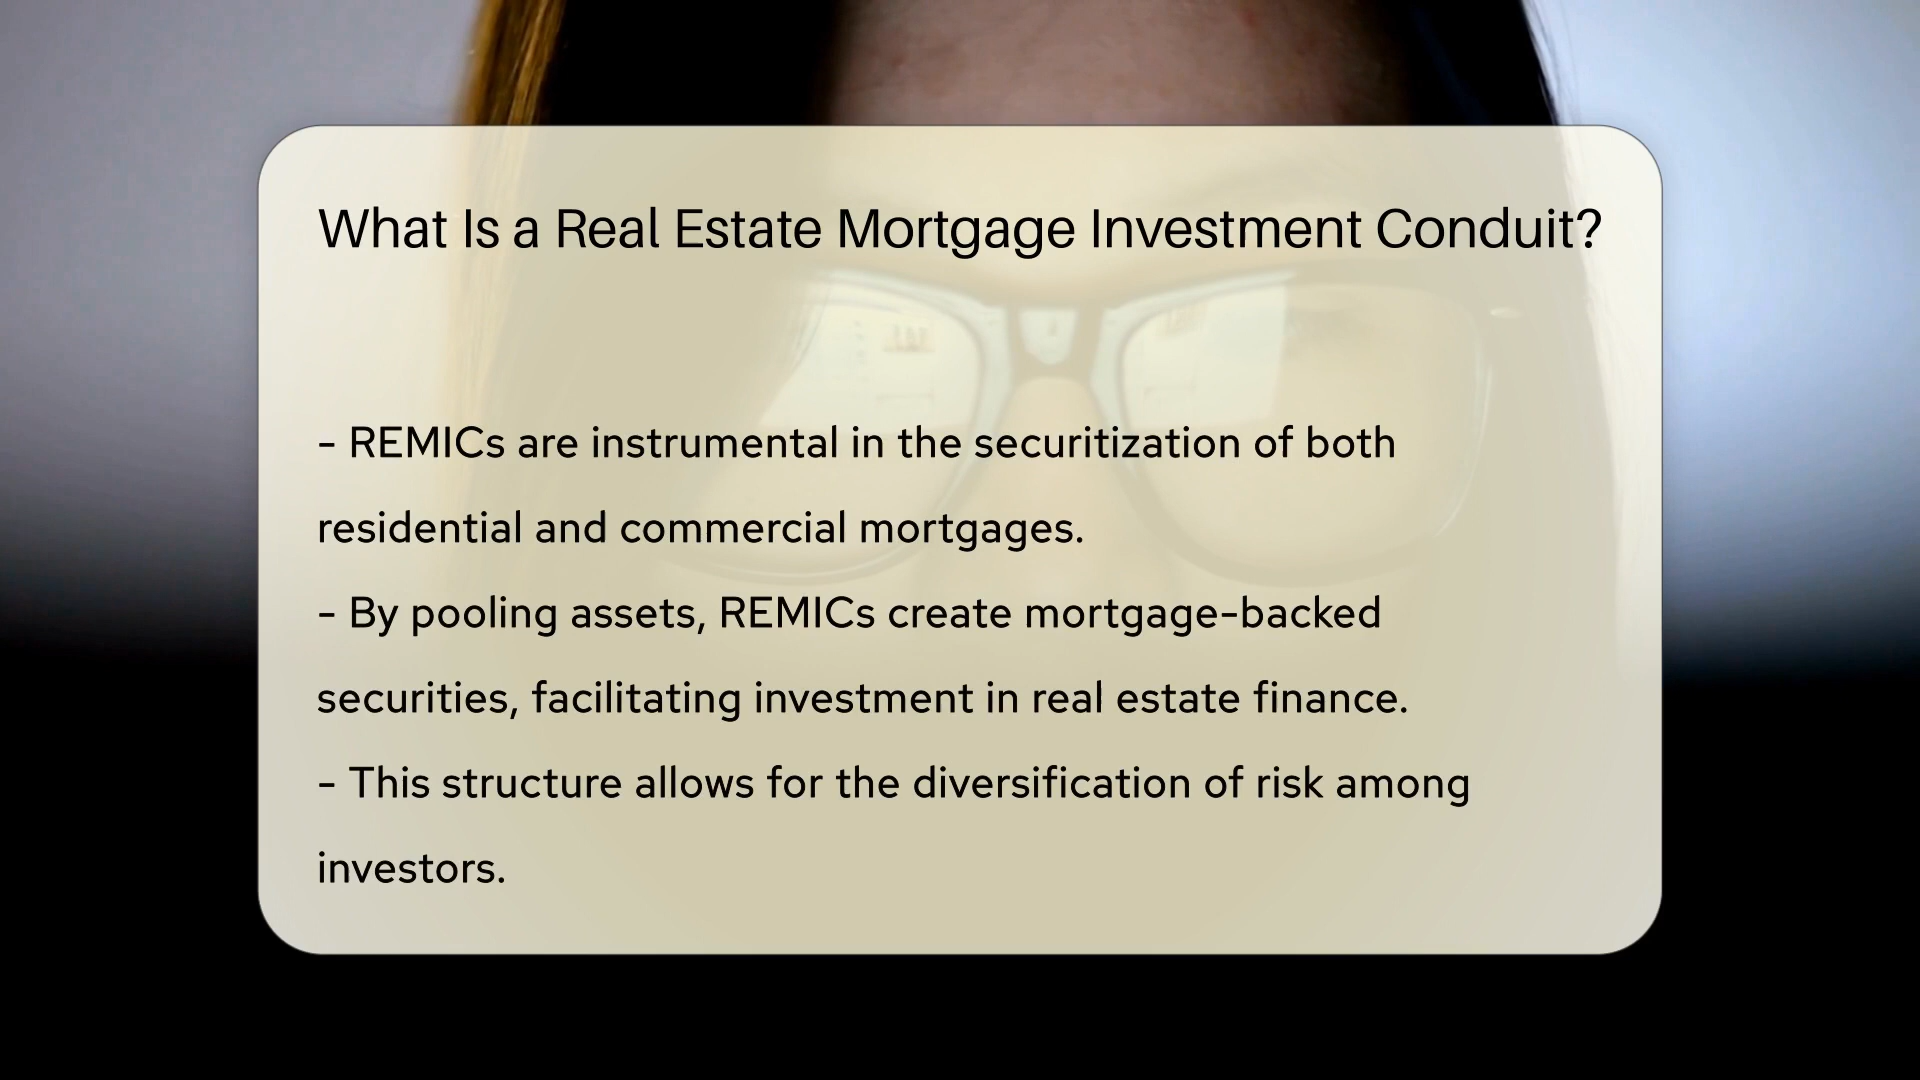 What Is a Real Estate Mortgage Investment Conduit?
- REMICs are instrumental in the securitization of both
residential and commercial mortgages.
- By pooling assets, REMICs create mortgage-backed
securities, facilitating investment in real estate finance.
- This structure allows for the diversification of risk among
investors.